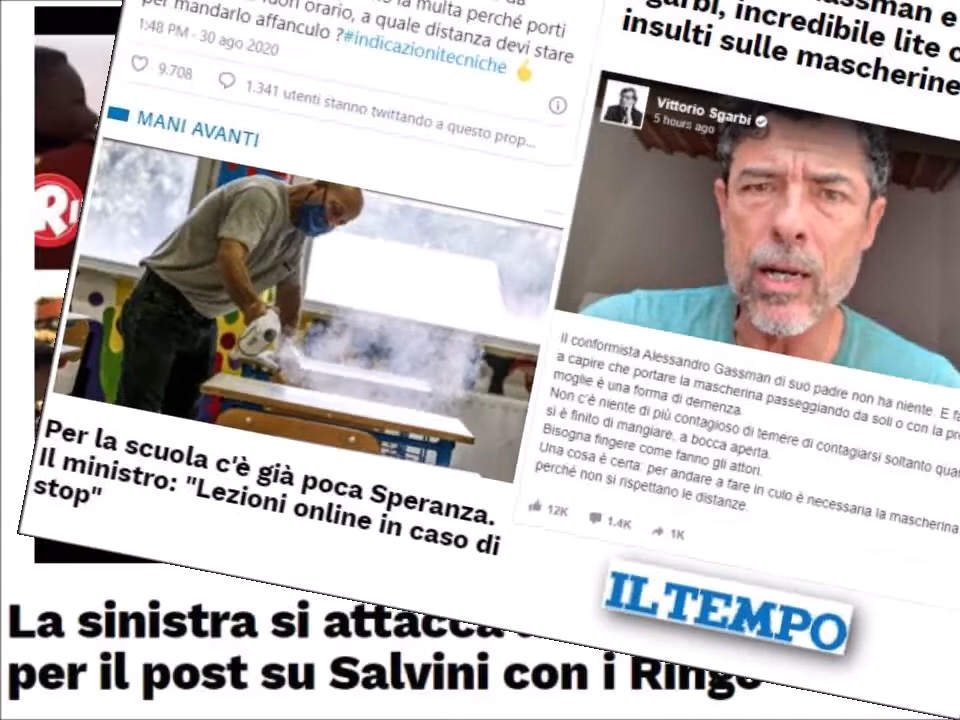 la multa perché porti
fuori orario, a quale distanza devi stare
per mandarlo affanculo ?#indicazionitecniche
1:48 PM - 30 ago 2020
9.708
1.341 utenti stanno twittando a questo prop...
MANI AVANTI
Per la scuola c'è già poca Speranza.
Il ministro: "Lezioni online in caso di
stop"
assman e
garbi, incredibile lite
insulti sulle mascherine
Vittorio Sgarbi
5 hours ago
Il conformista Alessandro Gassman di suo padre non ha niente. E
a capire che portare la mascherina passeggiando da soli o con la
moglie è una forma di demenza.
Non c'è niente di più contagioso di temere di contagiarsi soltanto
si è finito di mangiare, a bocca aperta.
Bisogna fingere come fanno gli attori.
Una cosa è certa: per andare a fare in culo è necessaria la mascherina
perché non si rispettano le distanze.
12K 1.4K 1K
IL TEMPO
La sinistra si attacca
per il post su Salvini con i Ringo